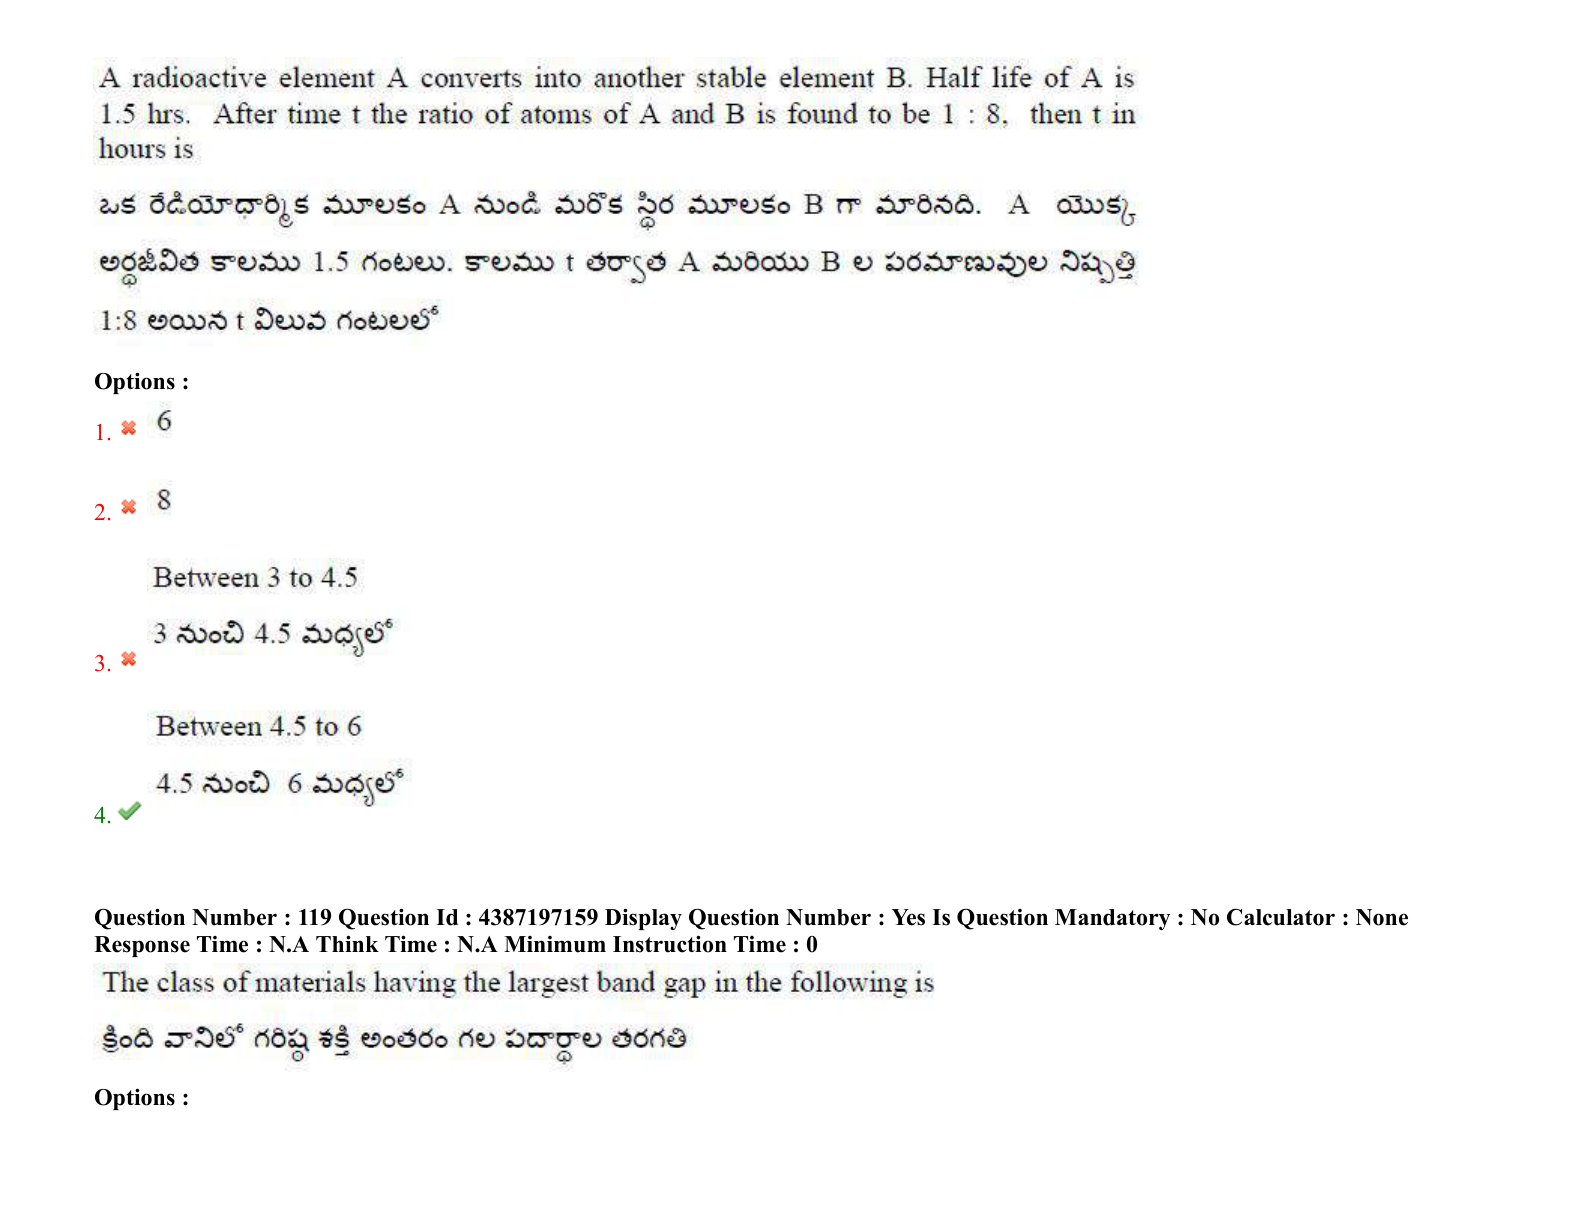 A radioactive element A converts into another stable element B. Half life of A is
1.5 hrs. After time t the ratio of atoms of A and B is found to be 1 : 8, then t in
hours is
ఒక రేడియోధార్మిక మూలకం A నుండి మరొక స్థిర మూలకం B గా మారినది. A యొక్క
అర్ధజీవిత కాలము 1.5 గంటలు. కాలము t తర్వాత A మరియు B ల పరమాణువుల నిష్పత్తి
1:8 అయిన t విలువ గంటలలో
Options :
1. 6
2. 8
Between 3 to 4.5
3 నుంచి 4.5 మధ్యలో
3.
Between 4.5 to 6
4.5 నుంచి 6 మధ్యలో
4.
Question Number : 119 Question Id : 4387197159 Display Question Number : Yes Is Question Mandatory : No Calculator : None
Response Time : N.A Think Time : N.A Minimum Instruction Time : 0
The class of materials having the largest band gap in the following is
క్రింది వానిలో గరిష్ఠ శక్తి అంతరం గల పదార్థాల తరగతి
Options :